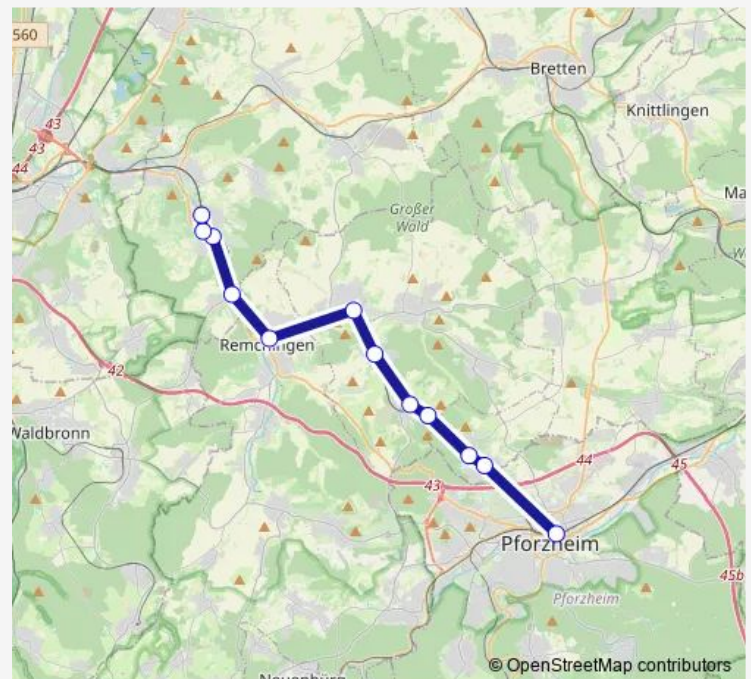 560
Bretten
Knittlingen
43
43
44
Großer
Wald
Remchingen
42
Waldbronn
44
45
43
Pforzheim
45b
Pforzheim
© OpenStreetMap contributors